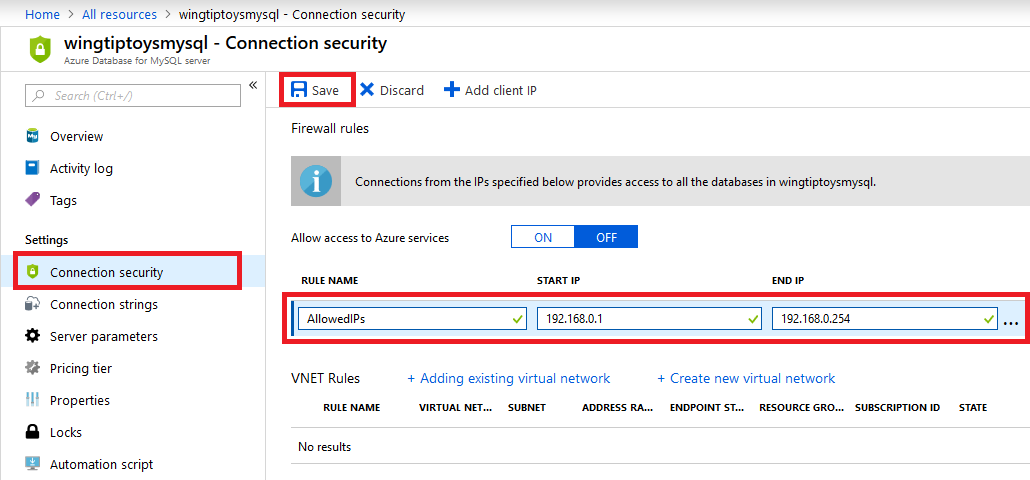 Home > All resources > wingtiptoysmysql - Connection security
wingtiptoysmysql - Connection security
Azure Database for MySQL server
Search (Ctrl+/)
«
Overview
Activity log
Tags
Settings
Connection security
Connection strings
Server parameters
Pricing tier
Properties
Locks
Automation script
Save
Discard
Add client IP
Firewall rules
Connections from the IPs specified below provides access to all the databases in wingtiptoysmysql.
Allow access to Azure services ON OFF
RULE NAME START IP END IP
AllowedIPs 192.168.0.1 192.168.0.254 ...
VNET Rules + Adding existing virtual network + Create new virtual network
RULE NAME VIRTUAL NET... SUBNET ADDRESS RA... ENDPOINT ST... RESOURCE GRO... SUBSCRIPTION ID STATE
No results